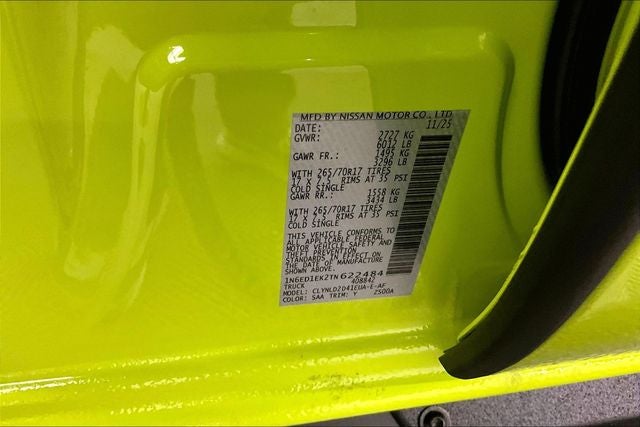 MFD BY NISSAN MOTOR CO., LTD
DATE: 11/25
GVWR: 2727 KG
6012 LB
GAWR FR.: 1495 KG
3296 LB
WITH 265/70R17 TIRES
17 X 7.5 RIMS AT 35 PSI
COLD SINGLE
GAWR RR.: 1558 KG
3434 LB
WITH 265/70R17 TIRES
17 X 7.5 RIMS AT 35 PSI
COLD SINGLE
THIS VEHICLE CONFORMS TO
ALL APPLICABLE FEDERAL
MOTOR VEHICLE SAFETY AND
THEFT PREVENTION
STANDARDS IN EFFECT ON
THE DATE OF MANUFACTURE
SHOWN ABOVE.
1N6ED1EK2TN622484
TRUCK 408842
MODEL: CLYNLD2D41EUA-E-AF
COLOR: SAA TRIM: Y 2500A